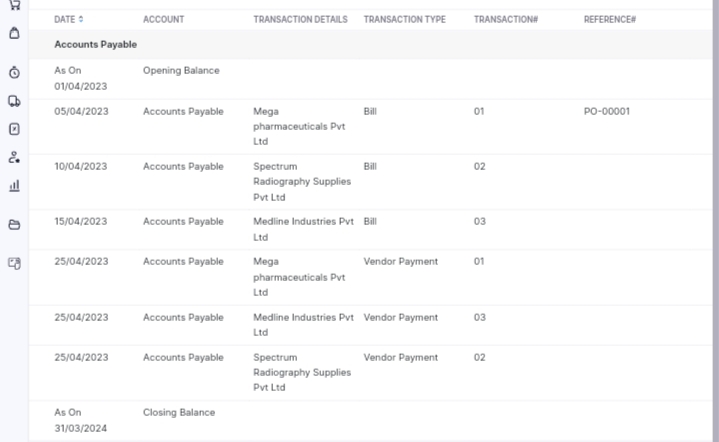 DATE ACCOUNT TRANSACTION DETAILS TRANSACTION TYPE TRANSACTION# REFERENCE#
Accounts Payable
As On Opening Balance
01/04/2023
05/04/2023 Accounts Payable Mega Bill 01 PO-00001
pharmaceuticals Pvt
Ltd
10/04/2023 Accounts Payable Spectrum Bill 02
Radiography Supplies
Pvt Ltd
15/04/2023 Accounts Payable Medline Industries Pvt Bill 03
Ltd
25/04/2023 Accounts Payable Mega Vendor Payment 01
pharmaceuticals Pvt
Ltd
25/04/2023 Accounts Payable Medline Industries Pvt Vendor Payment 03
Ltd
25/04/2023 Accounts Payable Spectrum Vendor Payment 02
Radiography Supplies
Pvt Ltd
As On Closing Balance
31/03/2024